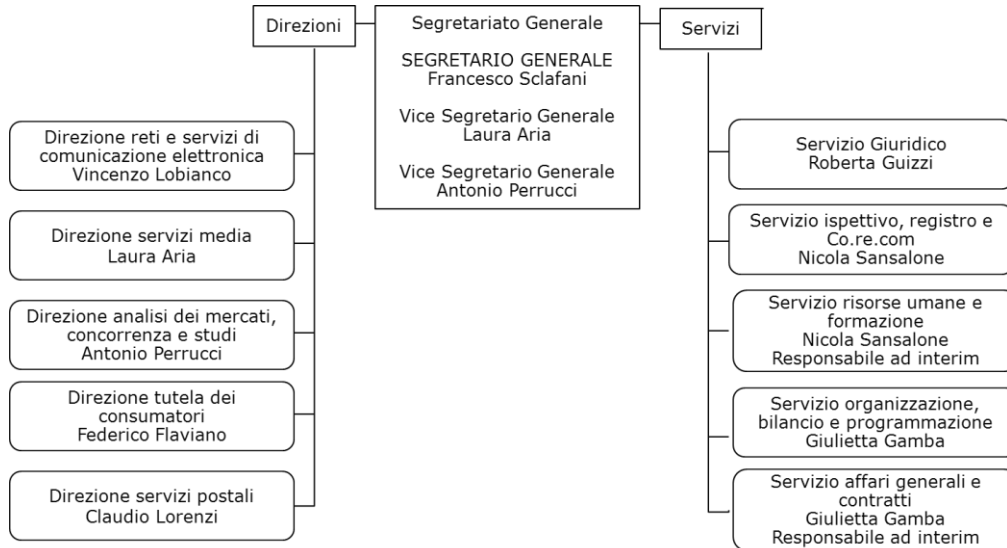 Direzioni
Segretariato Generale
SEGRETARIO GENERALE
Francesco Sclafani
Vice Segretario Generale
Laura Aria
Vice Segretario Generale
Antonio Perrucci
Servizi
Direzione reti e servizi di
comunicazione elettronica
Vincenzo Lobianco
Direzione servizi media
Laura Aria
Direzione analisi dei mercati,
concorrenza e studi
Antonio Perrucci
Direzione tutela dei
consumatori
Federico Flaviano
Direzione servizi postali
Claudio Lorenzi
Servizio Giuridico
Roberta Guizzi
Servizio ispettivo, registro e
Co.re.com
Nicola Sansalone
Servizio risorse umane e
formazione
Nicola Sansalone
Responsabile ad interim
Servizio organizzazione,
bilancio e programmazione
Giulietta Gamba
Servizio affari generali e
contratti
Giulietta Gamba
Responsabile ad interim